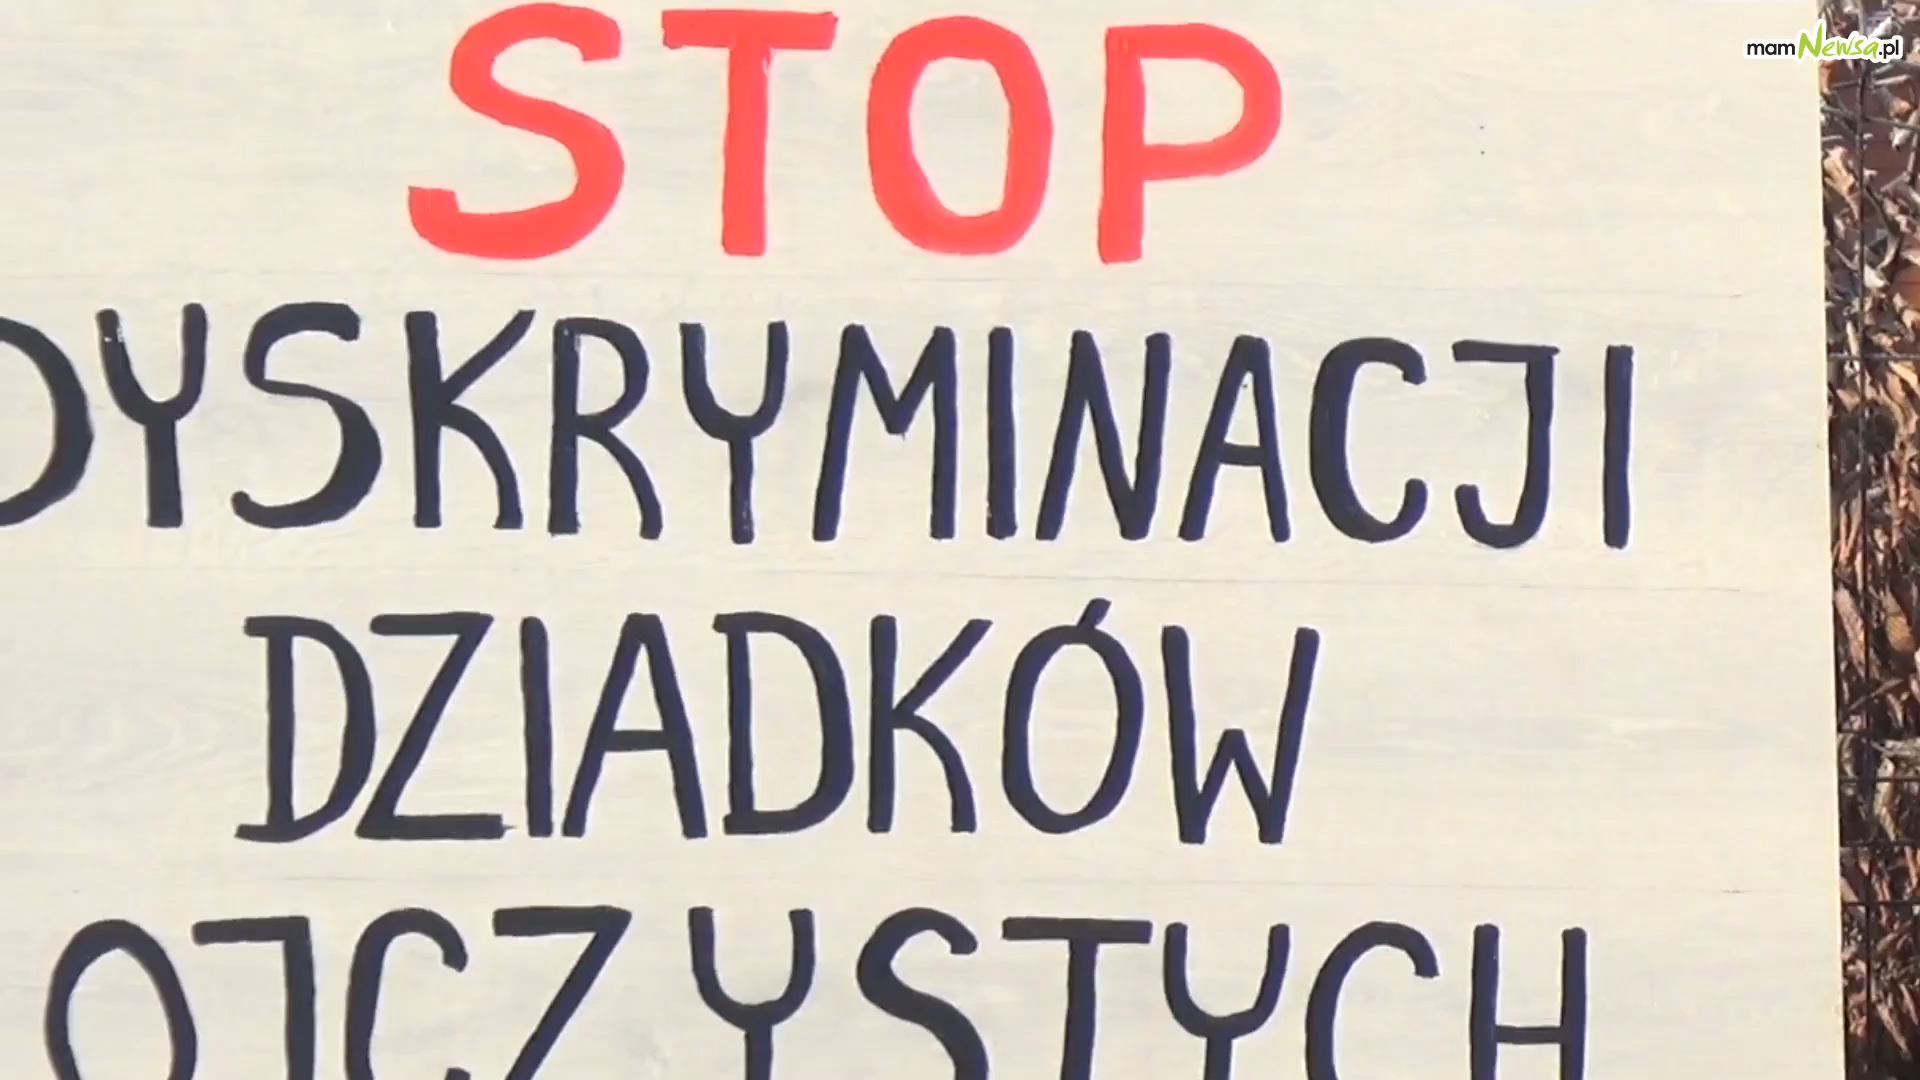 mamNewsa.pl
STOP
DYSKRYMINACJI
DZIADKÓW
OJCZYSTYCH